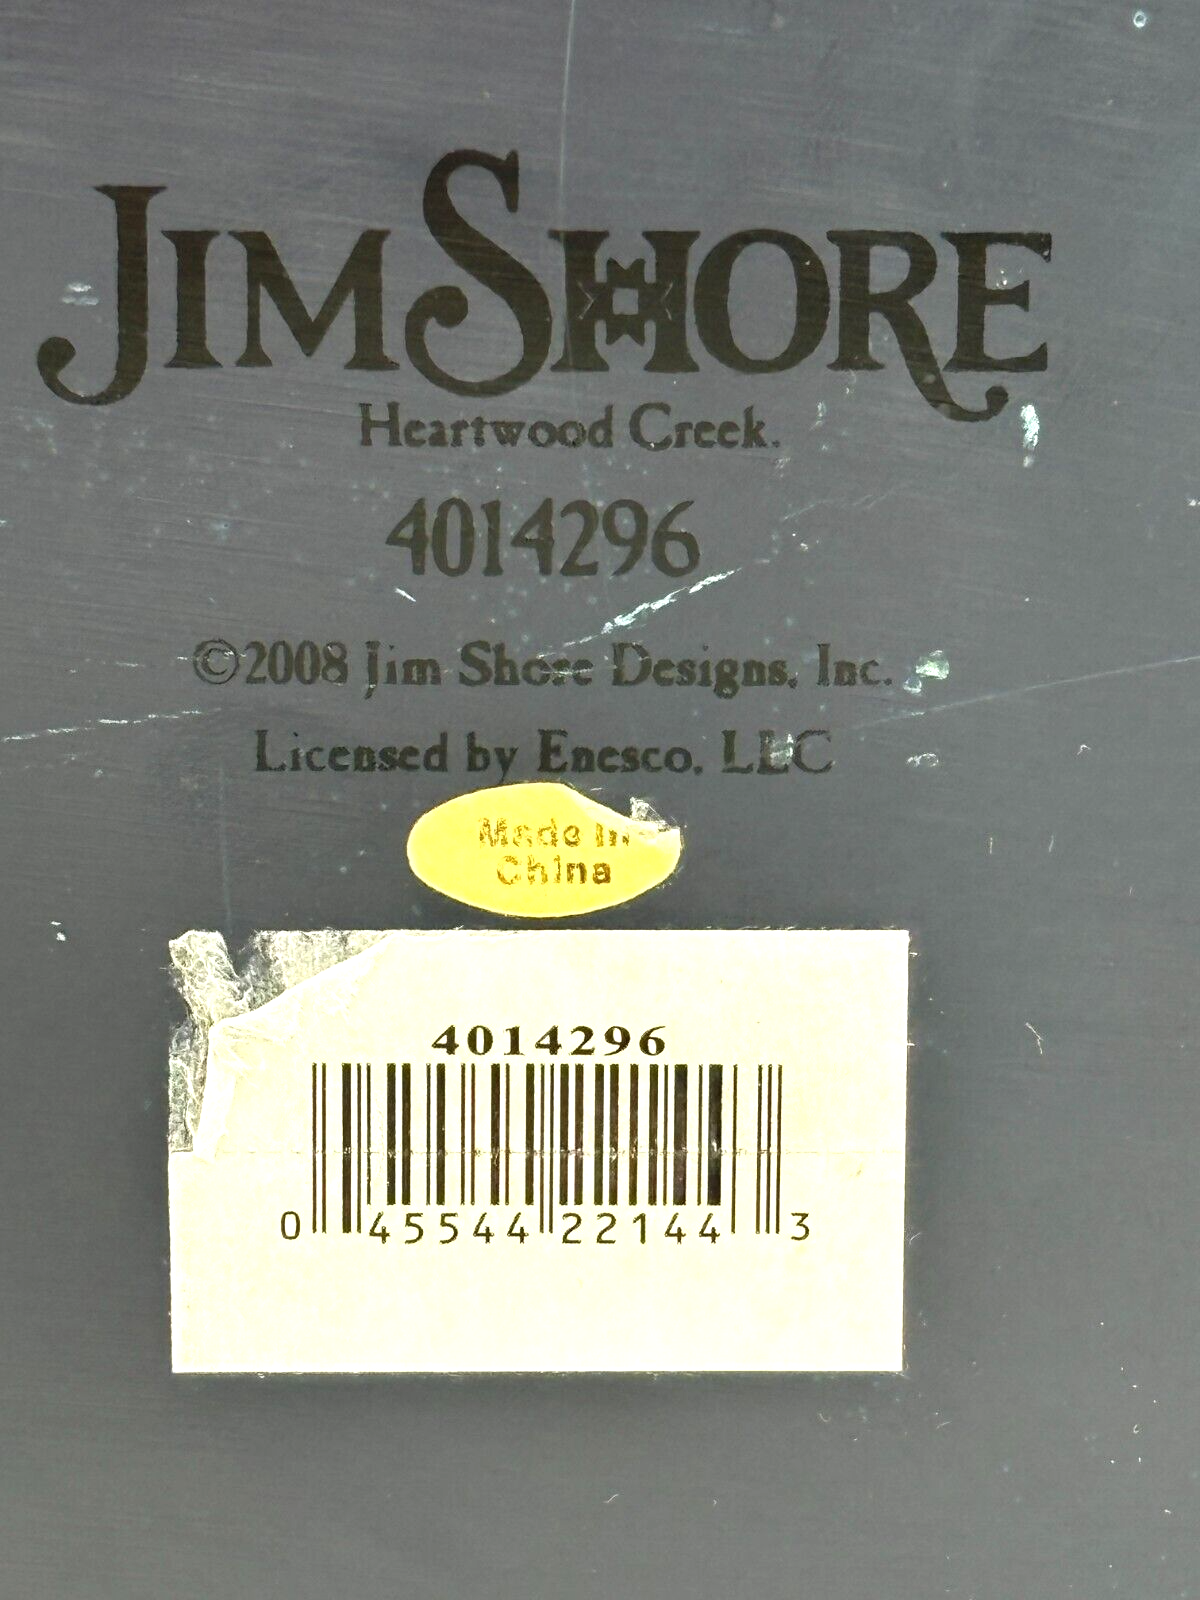 JIM SHORE
Heartwood Creek.
4014296
©2008 Jim Shore Designs, Inc.
Licensed by Enesco, LLC
Made In
China
4014296
0 45544 22144 3